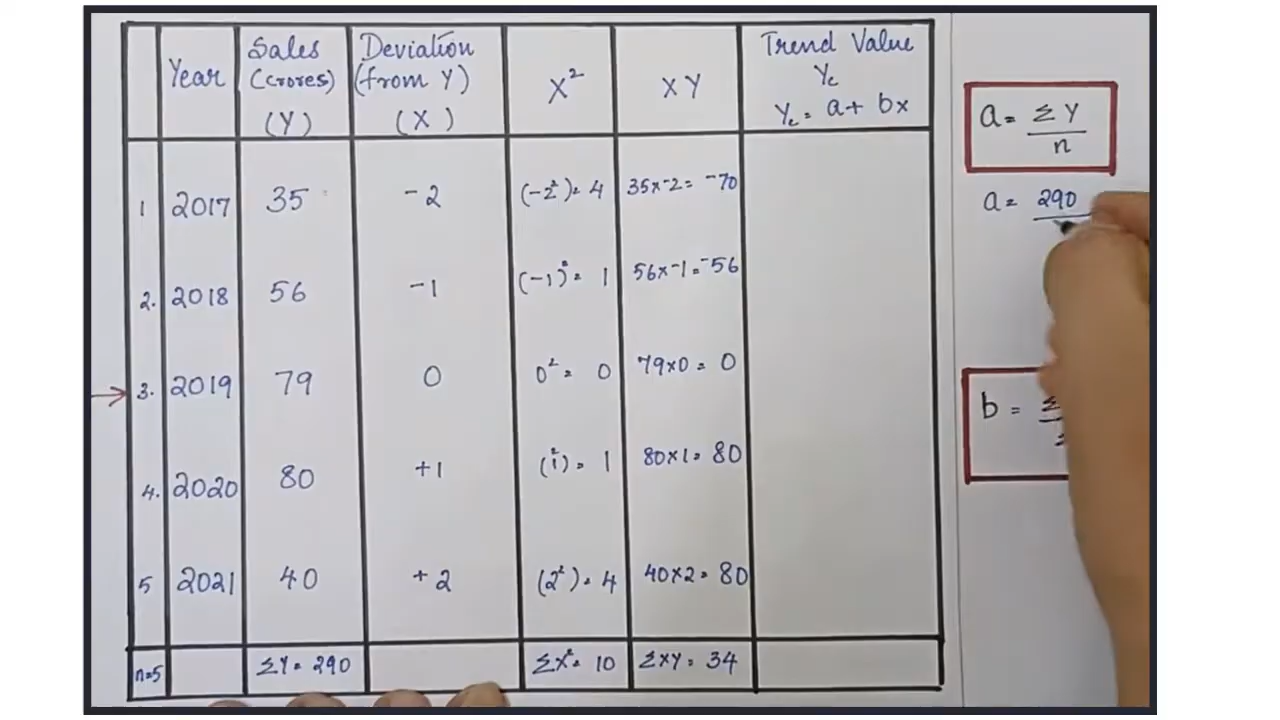 Year
Sales
(crores)
(Y)
Deviation
(from Y)
(X)
X²
XY
Trend Value
Yc
Yc = a + bx
1 2017 35 -2 (-2²) = 4 35×-2 = -70
2. 2018 56 -1 (-1)² = 1 56×-1 = -56
3. 2019 79 0 0² = 0 79×0 = 0
4. 2020 80 +1 (1²) = 1 80×1 = 80
5 2021 40 +2 (2²) = 4 40×2 = 80
n=5 ΣY = 290 ΣX² = 10 ΣXY = 34
a = ΣY
n
a = 290
b = Σ